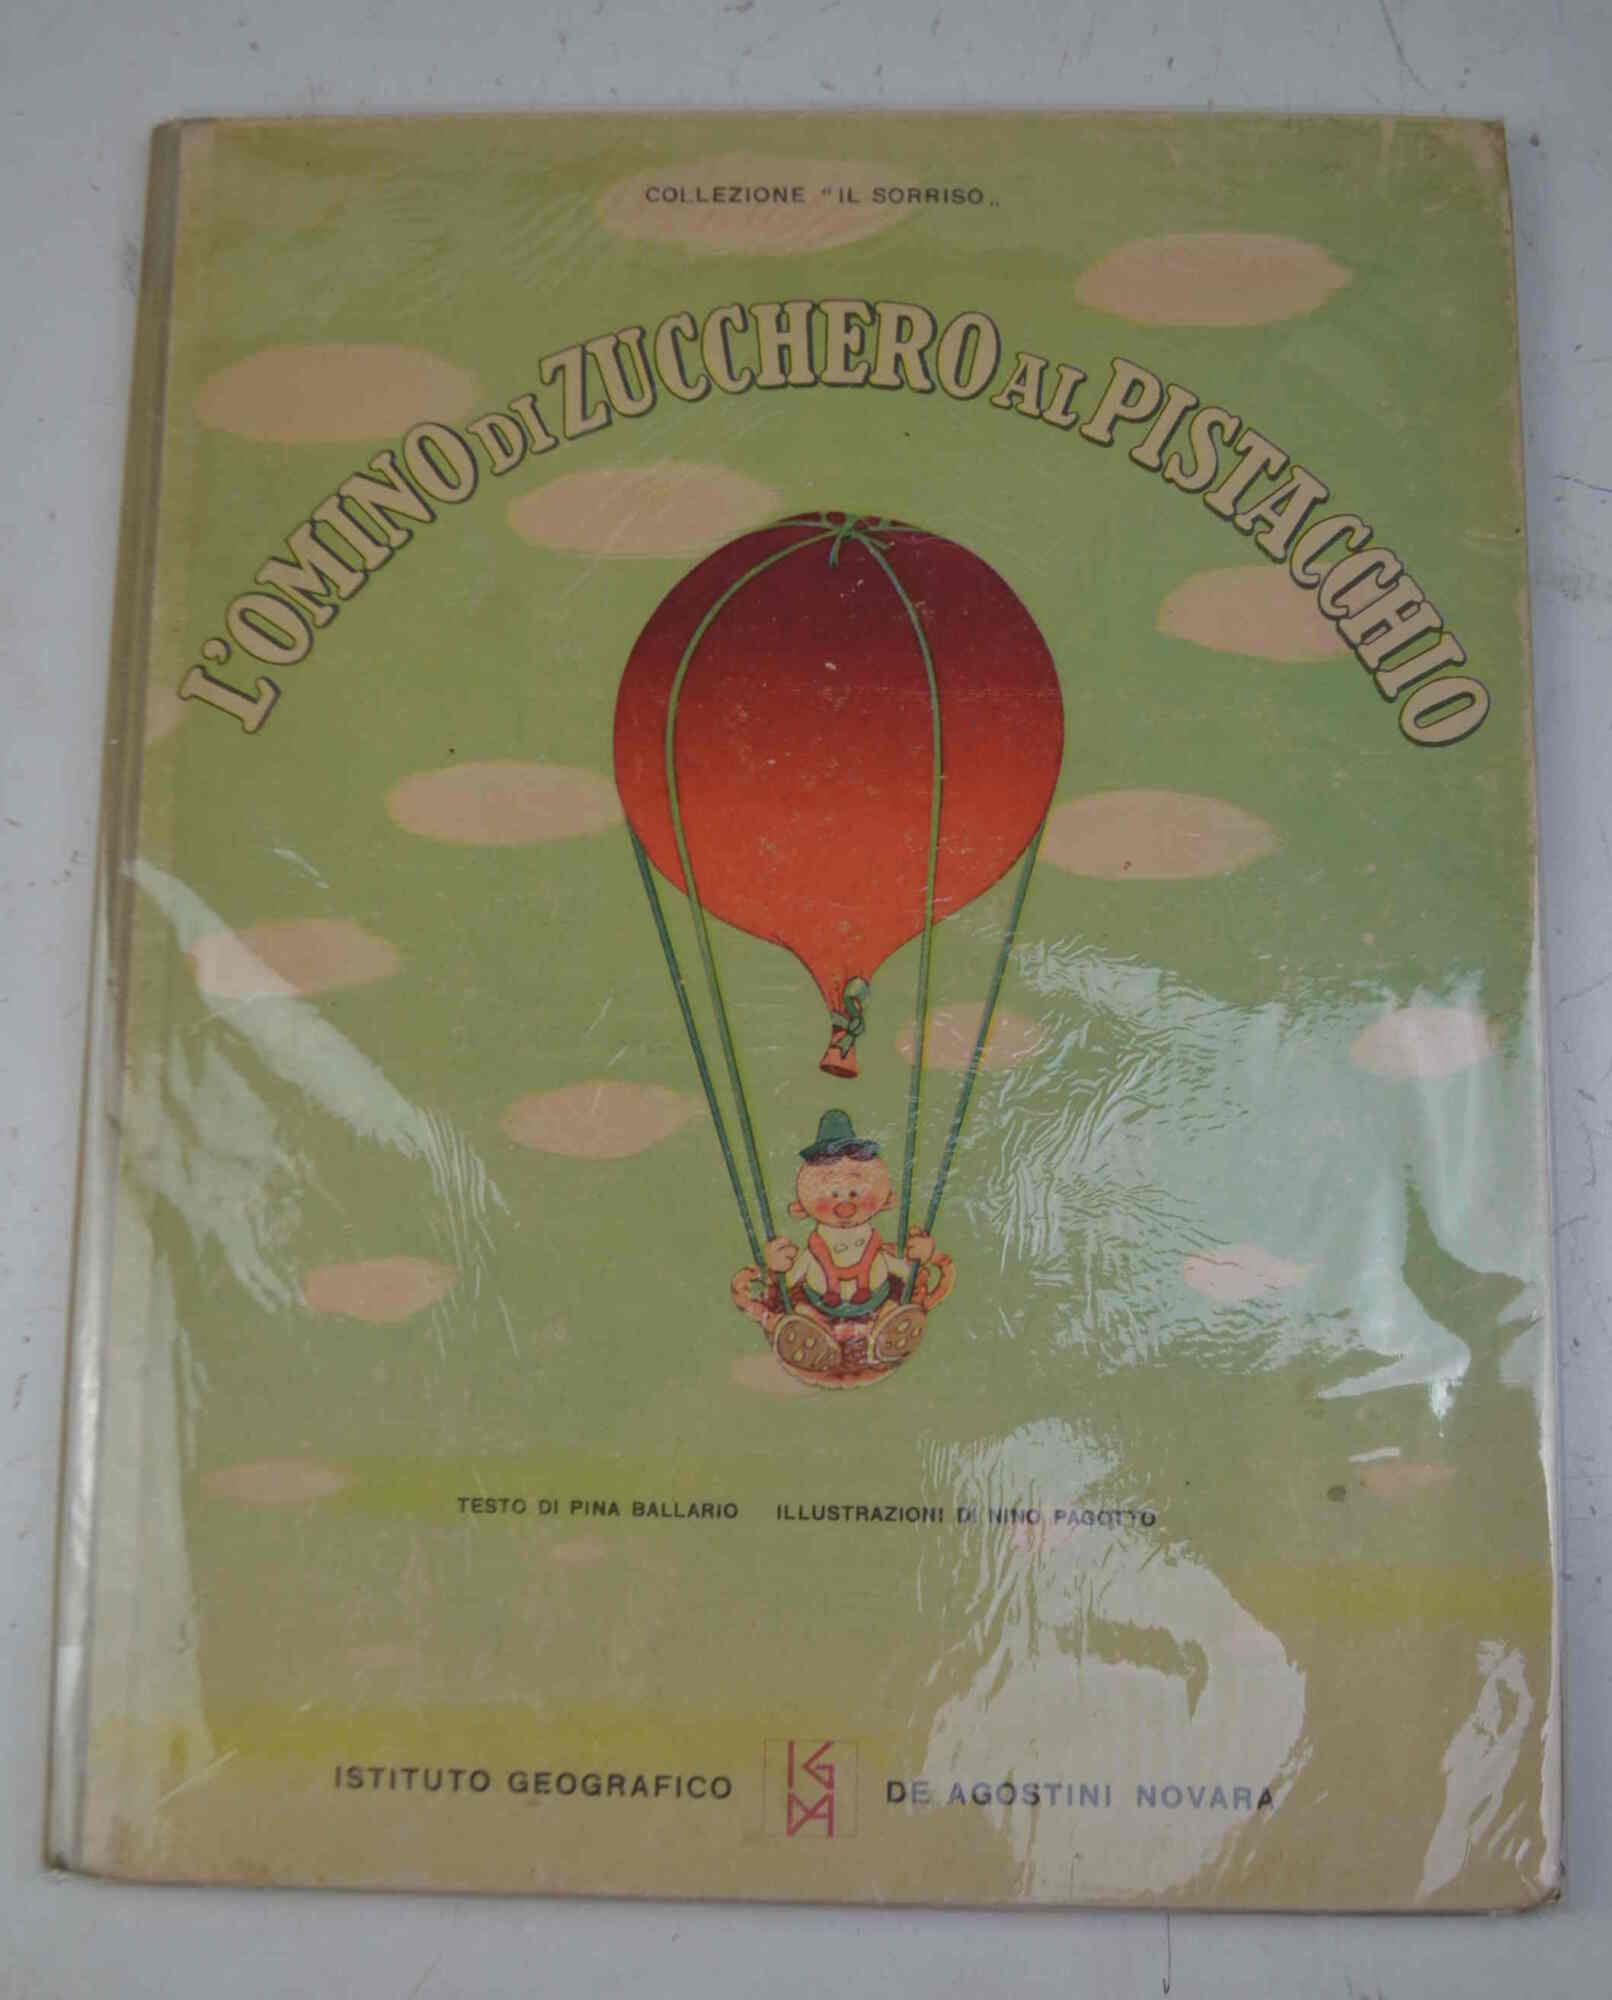 COLLEZIONE "IL SORRISO„
L'OMINO DI ZUCCHERO AL PISTACCHIO
TESTO DI PINA BALLARIO ILLUSTRAZIONI DI NINO PAGOTTO
ISTITUTO GEOGRAFICO IGDA DE AGOSTINI NOVARA